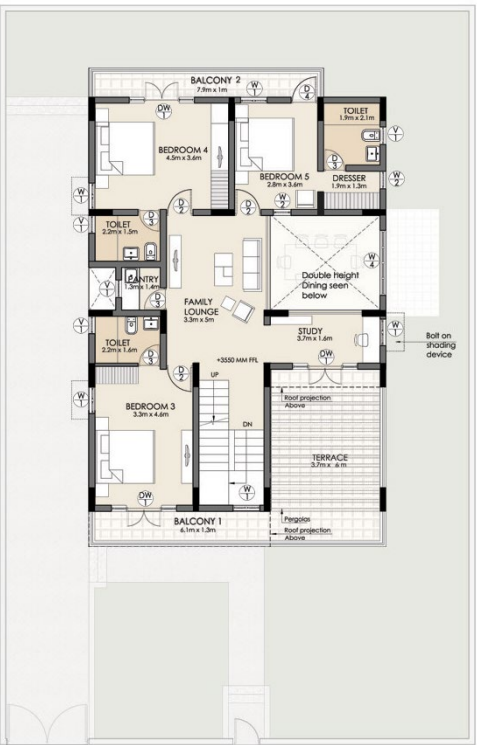 BALCONY 2
7.9m x 1m
W
1
D
4
DW
1
TOILET
1.9m x 2.1m
V
1
BEDROOM 4
4.5m x 3.6m
D
3
BEDROOM 5
2.8m x 3.6m
DRESSER
1.9m x 1.3m
W
2
W
1
D
2
D
2
W
2
V
1
TOILET
2.2m x 1.5m
D
3
W
4
Double height
Dining seen
below
V
1
PANTRY
1.3m x 1.4m
D
3
FAMILY
LOUNGE
3.3m x 5m
V
1
TOILET
2.2m x 1.6m
D
3
STUDY
3.7m x 1.6m
W
1
Bolt on
shading
device
+3550 MM FFL
DW
1
D
2
UP
W
1
BEDROOM 3
3.3m x 4.6m
Roof projection
Above
DN
TERRACE
3.7m x 6 m
DW
1
W
1
BALCONY 1
6.1m x 1.3m
Pergolas
Roof projection
Above